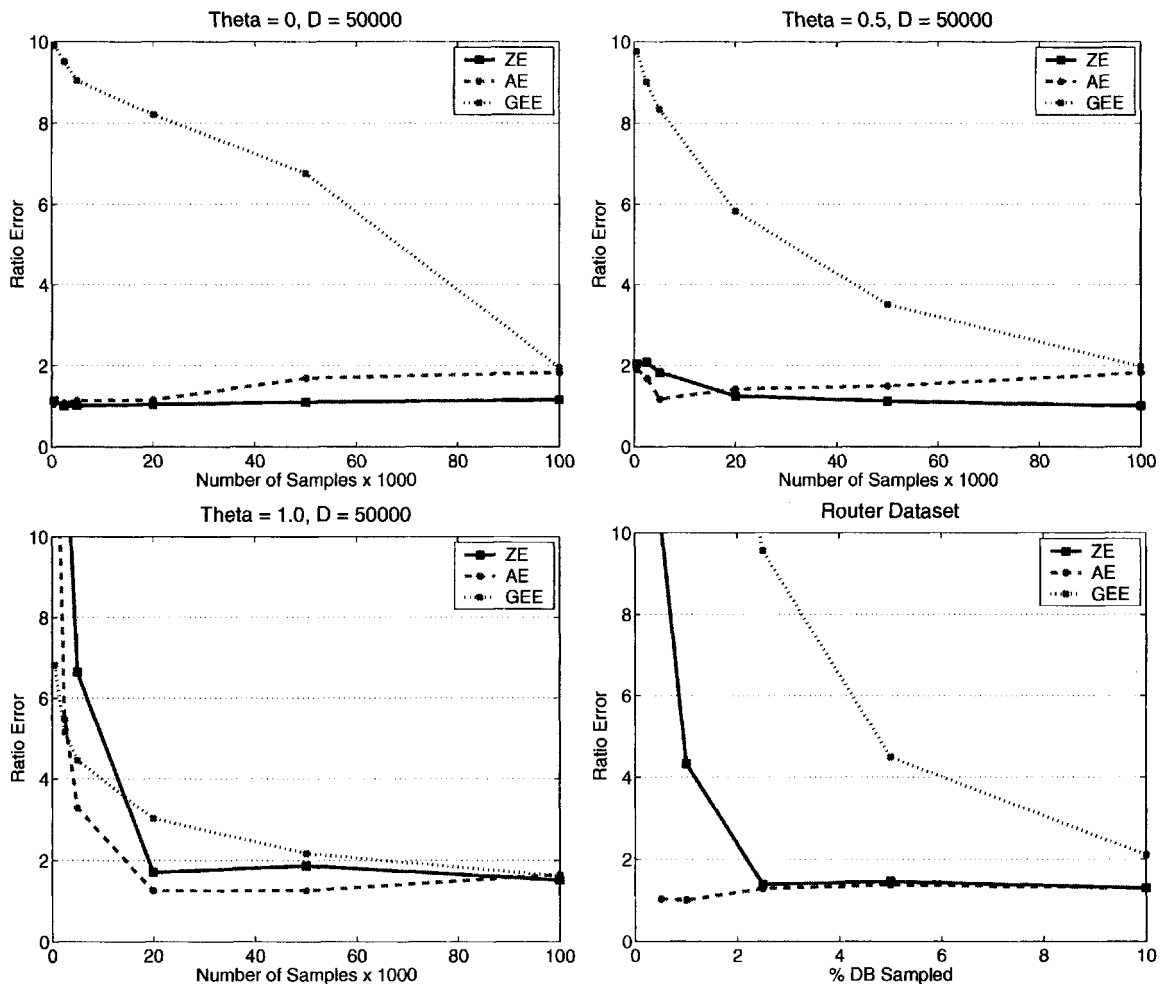 Theta = 0, D = 50000
10
8
6
4
2
0
Ratio Error
ZE
AE
GEE
0 20 40 60 80 100
Number of Samples x 1000
Theta = 0.5, D = 50000
10
8
6
4
2
0
Ratio Error
ZE
AE
GEE
0 20 40 60 80 100
Number of Samples x 1000
Theta = 1.0, D = 50000
10
8
6
4
2
0
Ratio Error
ZE
AE
GEE
0 20 40 60 80 100
Number of Samples x 1000
Router Dataset
10
8
6
4
2
0
Ratio Error
ZE
AE
GEE
0 2 4 6 8 10
% DB Sampled